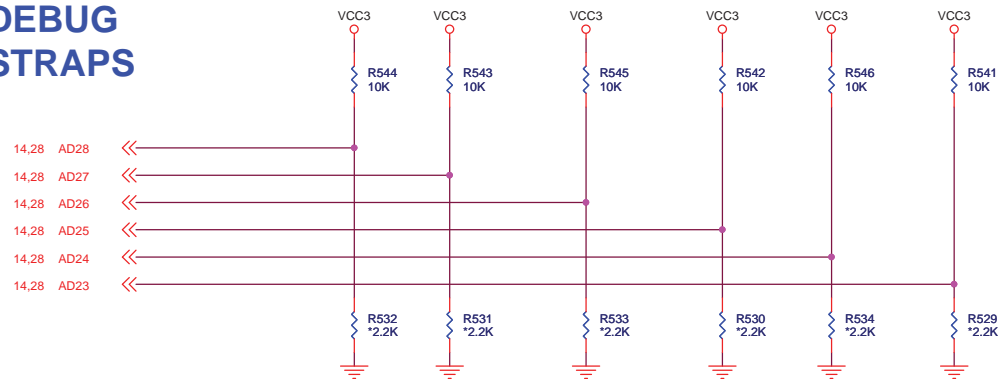 DEBUG
STRAPS
VCC3 VCC3 VCC3 VCC3 VCC3 VCC3
R544 R543 R545 R542 R546 R541
10K 10K 10K 10K 10K 10K
14,28 AD28
14,28 AD27
14,28 AD26
14,28 AD25
14,28 AD24
14,28 AD23
R532 R531 R533 R530 R534 R529
*2.2K *2.2K *2.2K *2.2K *2.2K *2.2K